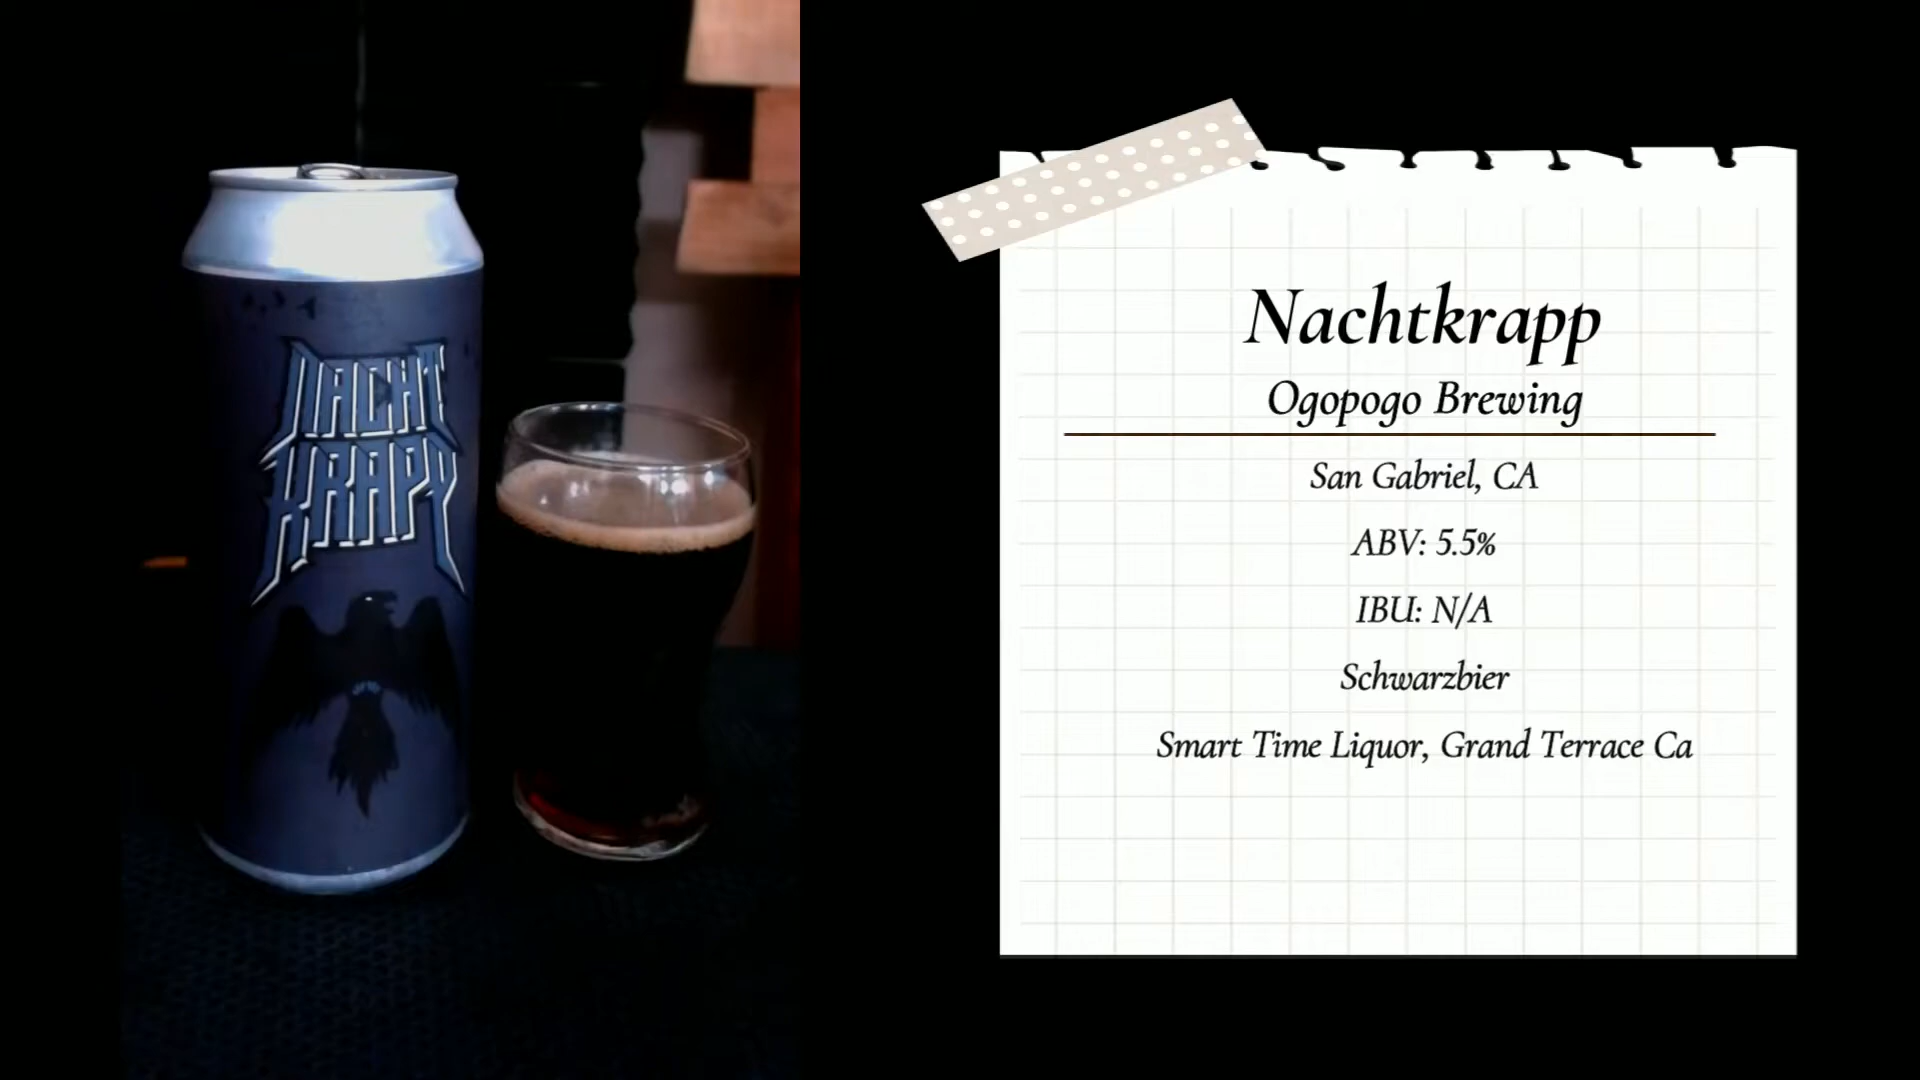 NACHT
KRAPP
Nachtkrapp
Ogopogo Brewing
San Gabriel, CA
ABV: 5.5%
IBU: N/A
Schwarzbier
Smart Time Liquor, Grand Terrace Ca